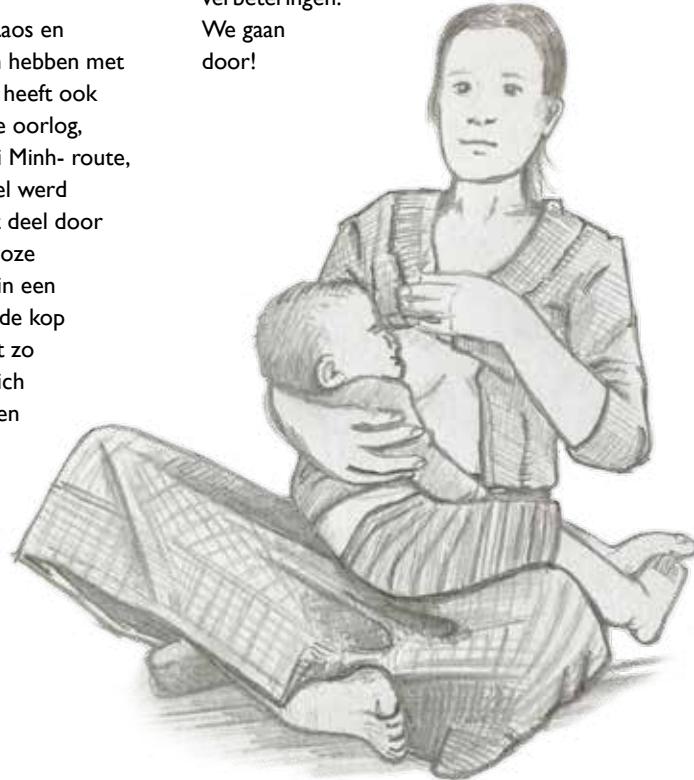 aos en
hebben met
heeft ook
e oorlog,
i Minh- route,
el werd
deel door
oze
in een
de kop
t zo
ich
en
verbeteringen.
We gaan
door!